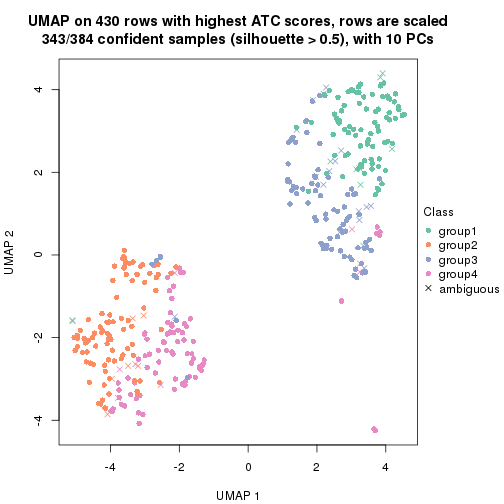 UMAP on 430 rows with highest ATC scores, rows are scaled
343/384 confident samples (silhouette > 0.5), with 10 PCs
4
2
0
-2
-4
UMAP 2
-4
-2
0
2
4
UMAP 1
Class
group1
group2
group3
group4
ambiguous